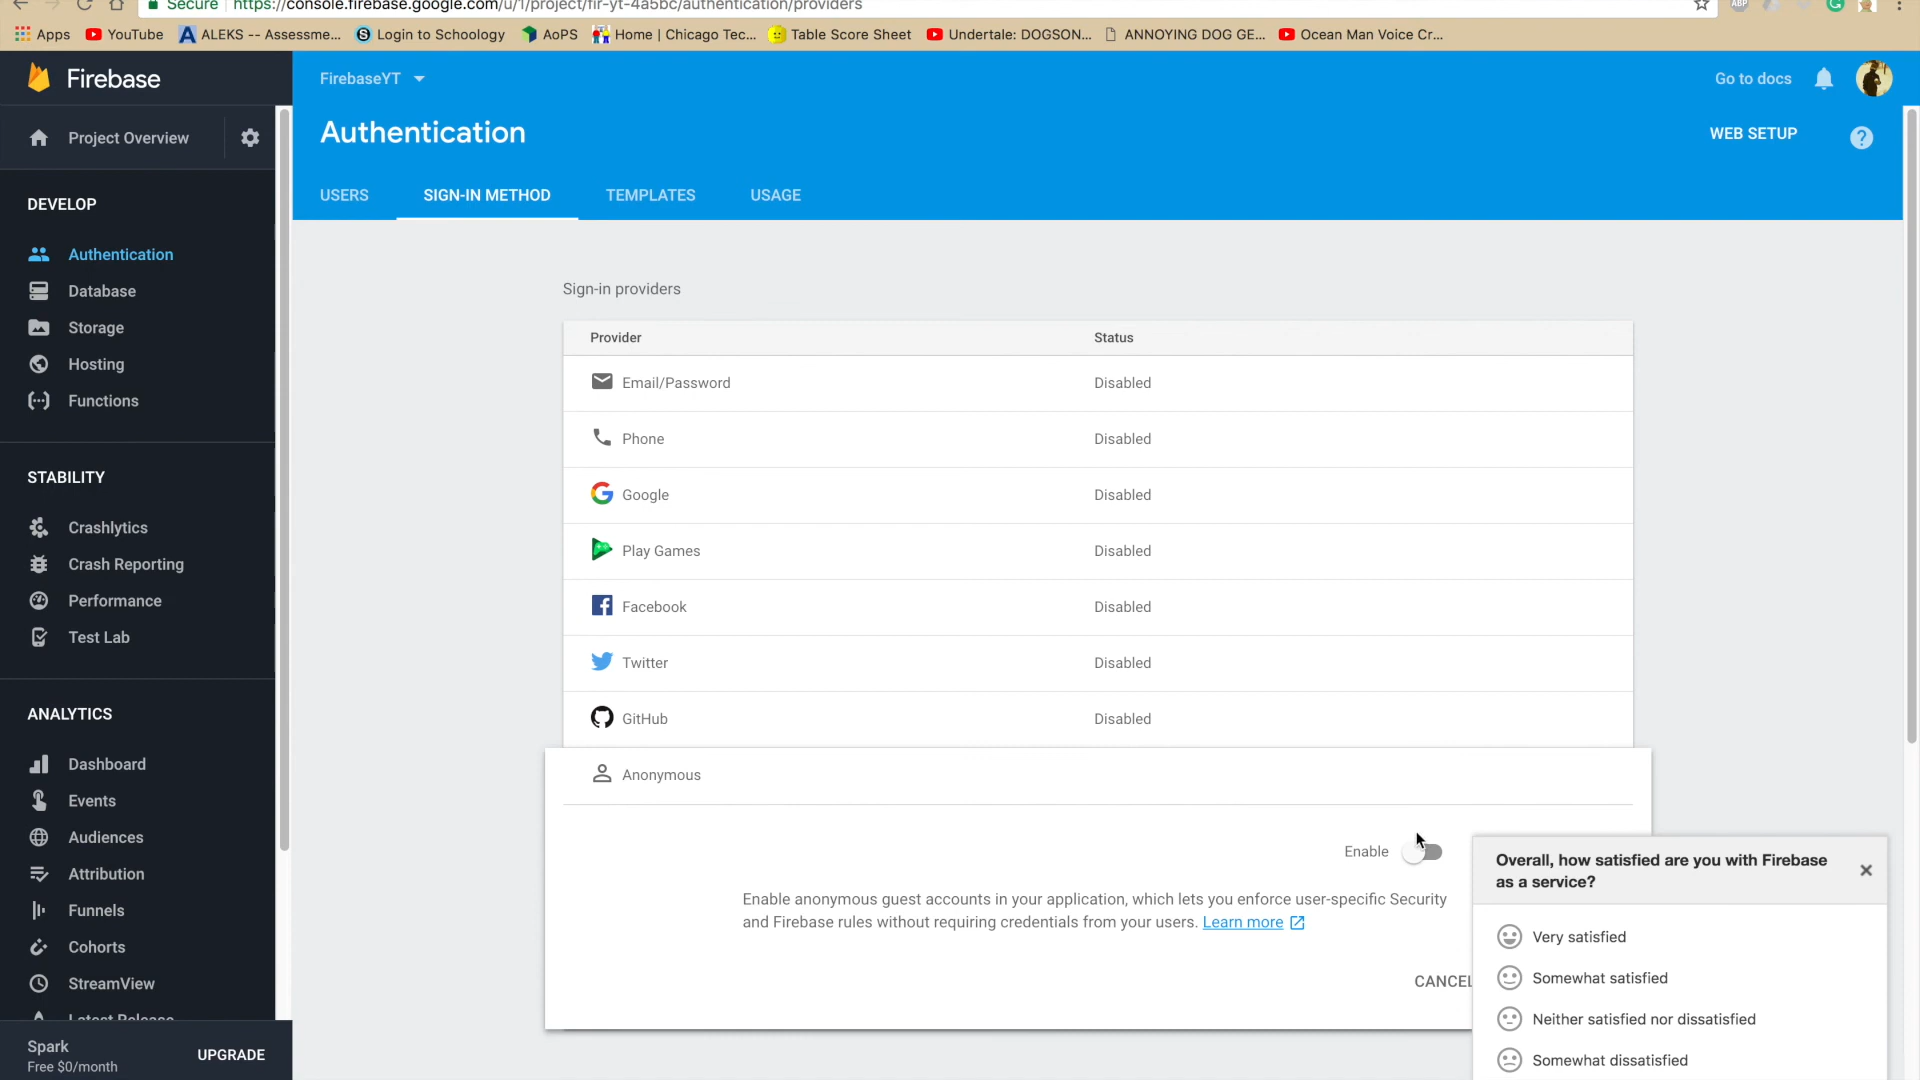 Secure https://console.firebase.google.com/u/1/project/fir-yt-4a5bc/authentication/providers
Apps YouTube ALEKS -- Assessme... Login to Schoology AoPS Home | Chicago Tec... Table Score Sheet Undertale: DOGSON... ANNOYING DOG GE... Ocean Man Voice Cr...
Firebase
FirebaseYT
Go to docs
Project Overview
Authentication
WEB SETUP
USERS SIGN-IN METHOD TEMPLATES USAGE
DEVELOP
Authentication
Database
Storage
Hosting
Functions
STABILITY
Crashlytics
Crash Reporting
Performance
Test Lab
ANALYTICS
Dashboard
Events
Audiences
Attribution
Funnels
Cohorts
StreamView
Latest Release
Spark
Free $0/month
UPGRADE
Sign-in providers
Provider Status
Email/Password Disabled
Phone Disabled
Google Disabled
Play Games Disabled
Facebook Disabled
Twitter Disabled
GitHub Disabled
Anonymous
Enable
Enable anonymous guest accounts in your application, which lets you enforce user-specific Security
and Firebase rules without requiring credentials from your users. Learn more
CANCEL
Overall, how satisfied are you with Firebase
as a service?
Very satisfied
Somewhat satisfied
Neither satisfied nor dissatisfied
Somewhat dissatisfied